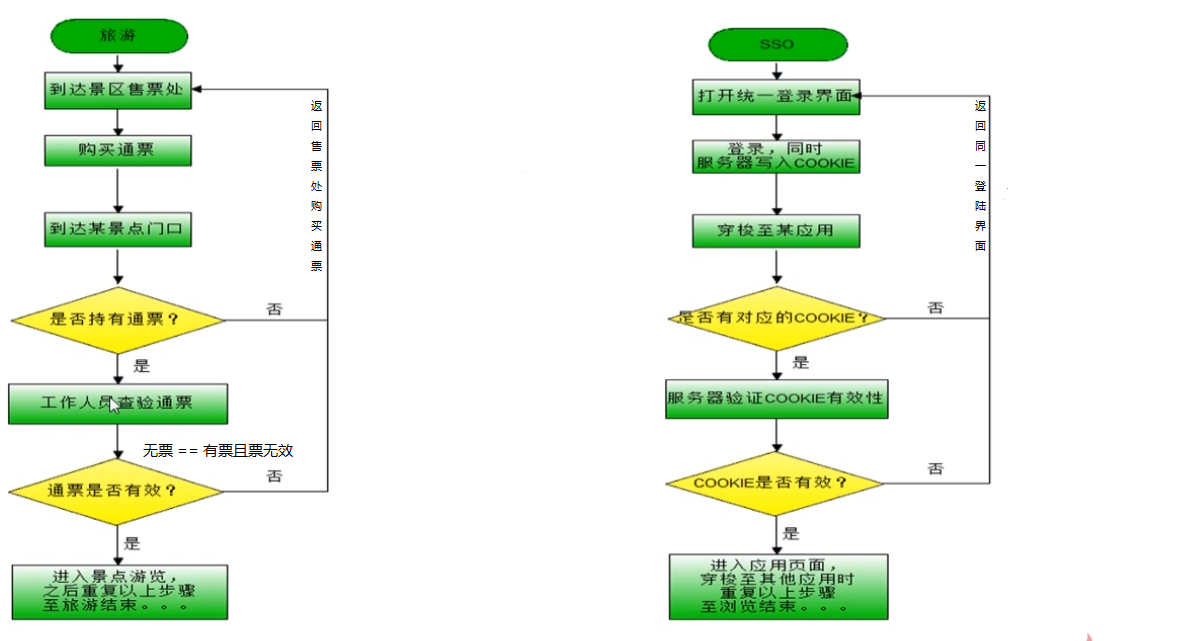 旅游
到达景区售票处
购买通票
到达某景点门口
是否持有通票？
否
是
工作人员查验通票
无票 == 有票且票无效
通票是否有效？
否
是
进入景点游览，
之后重复以上步骤
至旅游结束。。。
返回售票处购买通票
SSO
打开统一登录界面
登录，同时
服务器写入COOKIE
穿梭至某应用
是否有对应的COOKIE？
否
是
服务器验证COOKIE有效性
COOKIE是否有效？
否
是
进入应用页面，
穿梭至其他应用时
重复以上步骤
至浏览结束。。。
返回同一登陆界面